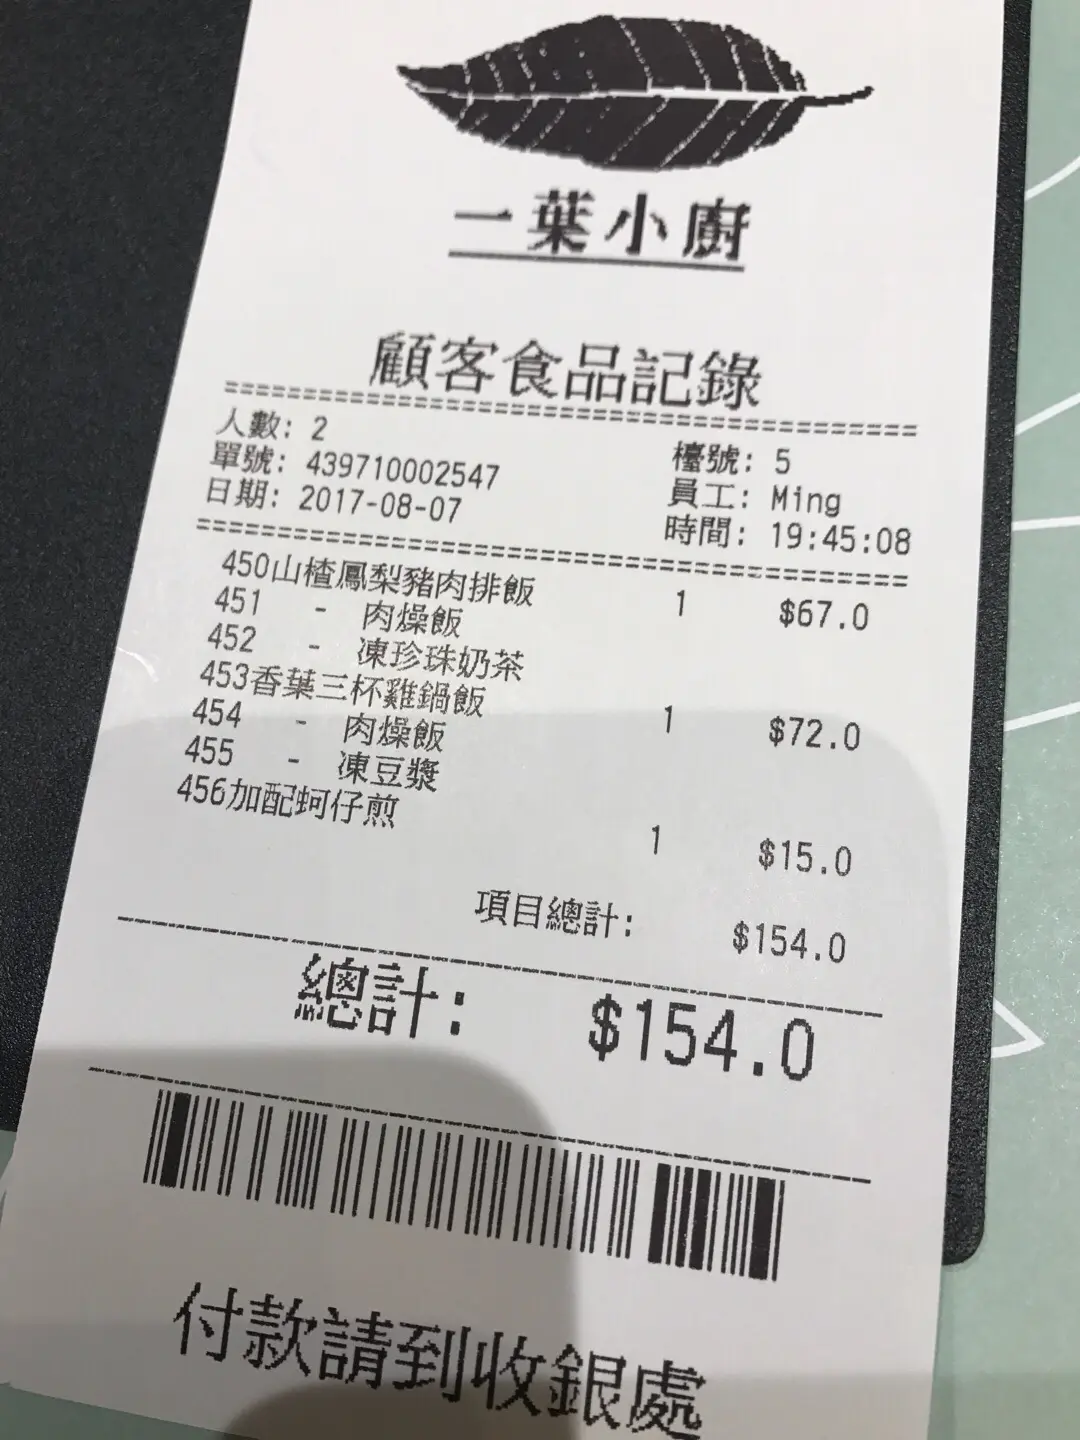 一葉小廚
顧客食品記錄
人數: 2 檯號: 5
單號: 439710002547 員工: Ming
日期: 2017-08-07 時間: 19:45:08
450山楂鳳梨豬肉排飯 1 $67.0
451 - 肉燥飯
452 - 凍珍珠奶茶
453香葉三杯雞鍋飯 1 $72.0
454 - 肉燥飯
455 - 凍豆漿
456加配蚵仔煎 1 $15.0
項目總計: $154.0
總計: $154.0
付款請到收銀處